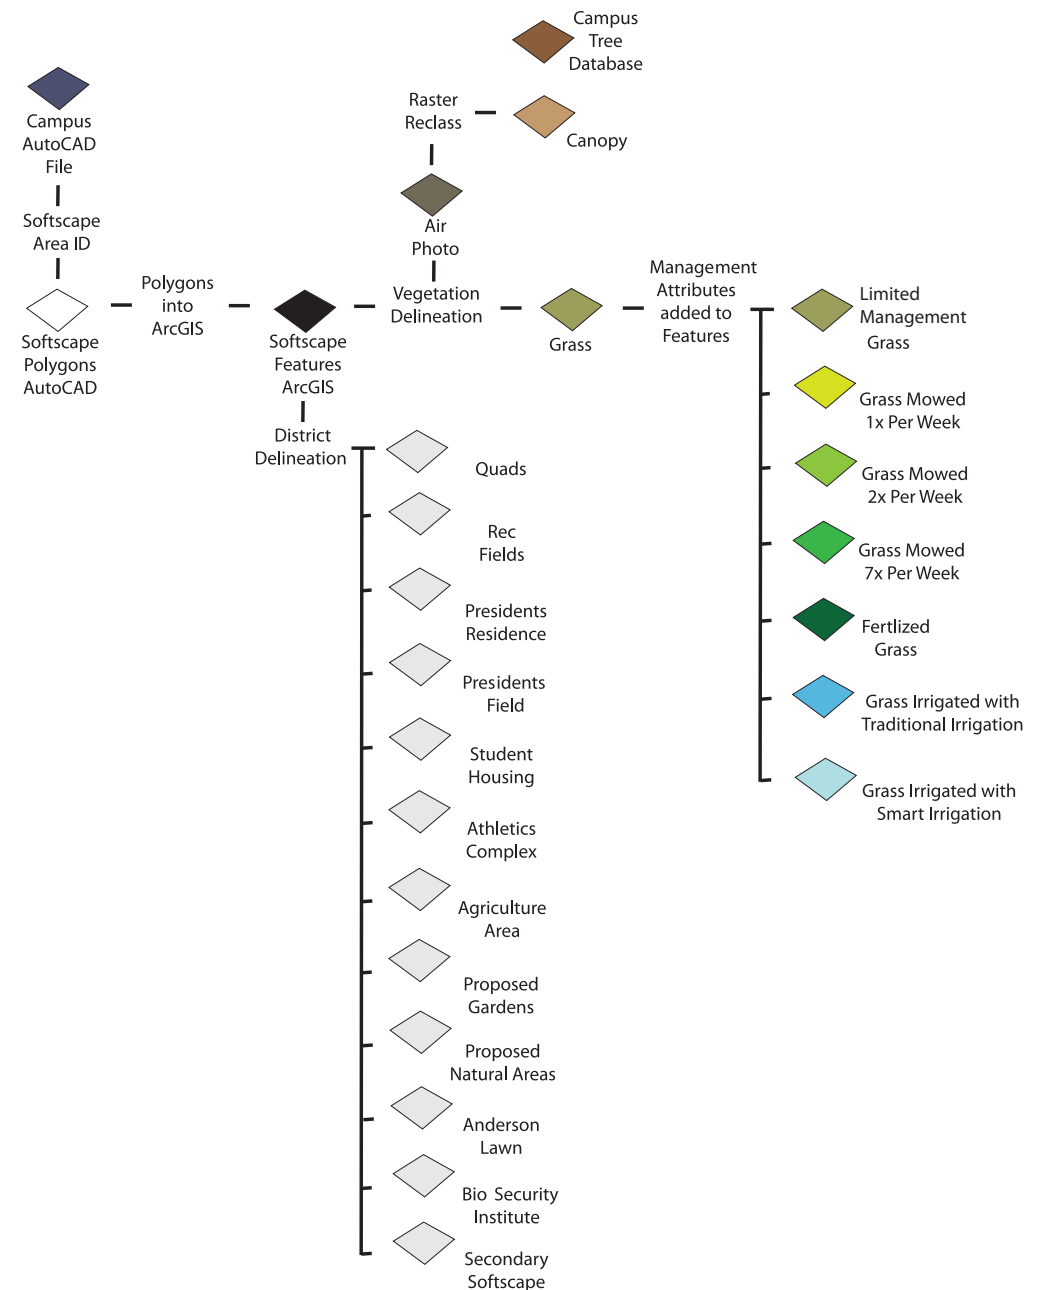 Campus
Tree
Database
Raster
Reclass
Canopy
Campus
AutoCAD
File
Air
Photo
Softscape
Area ID
Softscape
Polygons
AutoCAD
Polygons
into
ArcGIS
Softscape
Features
ArcGIS
Vegetation
Delineation
Grass
Management
Attributes
added to
Features
Limited
Management
Grass
Grass Mowed
1x Per Week
Grass Mowed
2x Per Week
Grass Mowed
7x Per Week
Fertlized
Grass
Grass Irrigated with
Traditional Irrigation
Grass Irrigated with
Smart Irrigation
District
Delineation
Quads
Rec
Fields
Presidents
Residence
Presidents
Field
Student
Housing
Athletics
Complex
Agriculture
Area
Proposed
Gardens
Proposed
Natural Areas
Anderson
Lawn
Bio Security
Institute
Secondary
Softscape